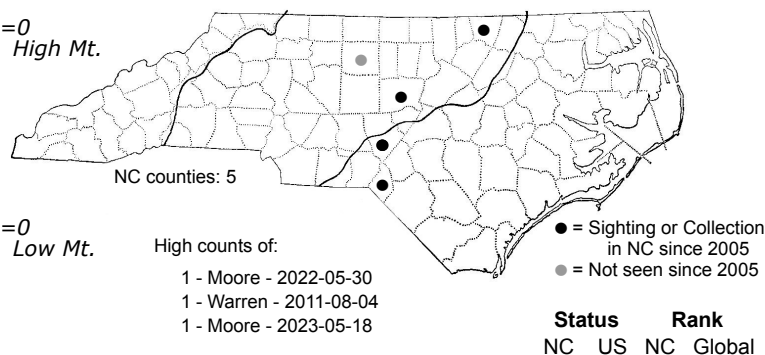 =0
High Mt.
NC counties: 5
=0
Low Mt.
High counts of:
1 - Moore - 2022-05-30
1 - Warren - 2011-08-04
1 - Moore - 2023-05-18
● = Sighting or Collection
in NC since 2005
● = Not seen since 2005
Status Rank
NC US NC Global